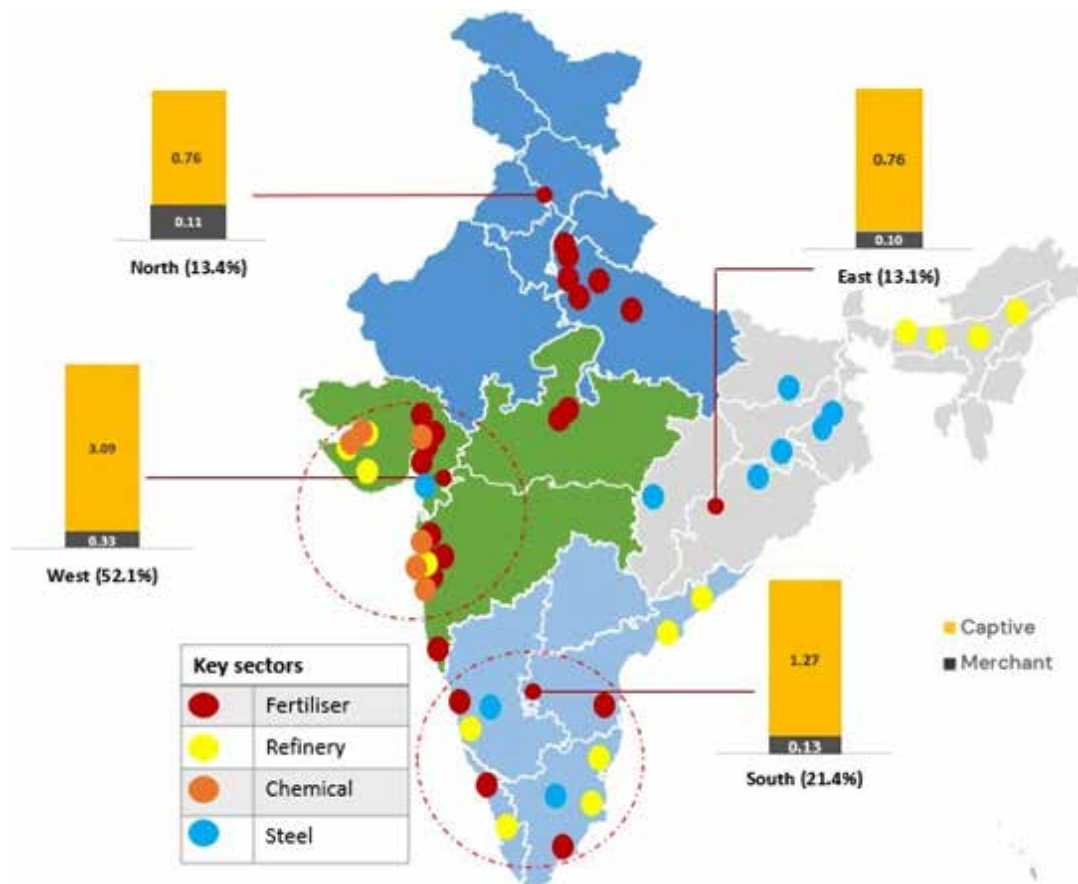 0.76
0.11
North (13.4%)
0.76
0.10
East (13.1%)
3.09
0.33
West (52.1%)
1.27
0.13
South (21.4%)
Captive
Merchant
Key sectors
Fertiliser
Refinery
Chemical
Steel